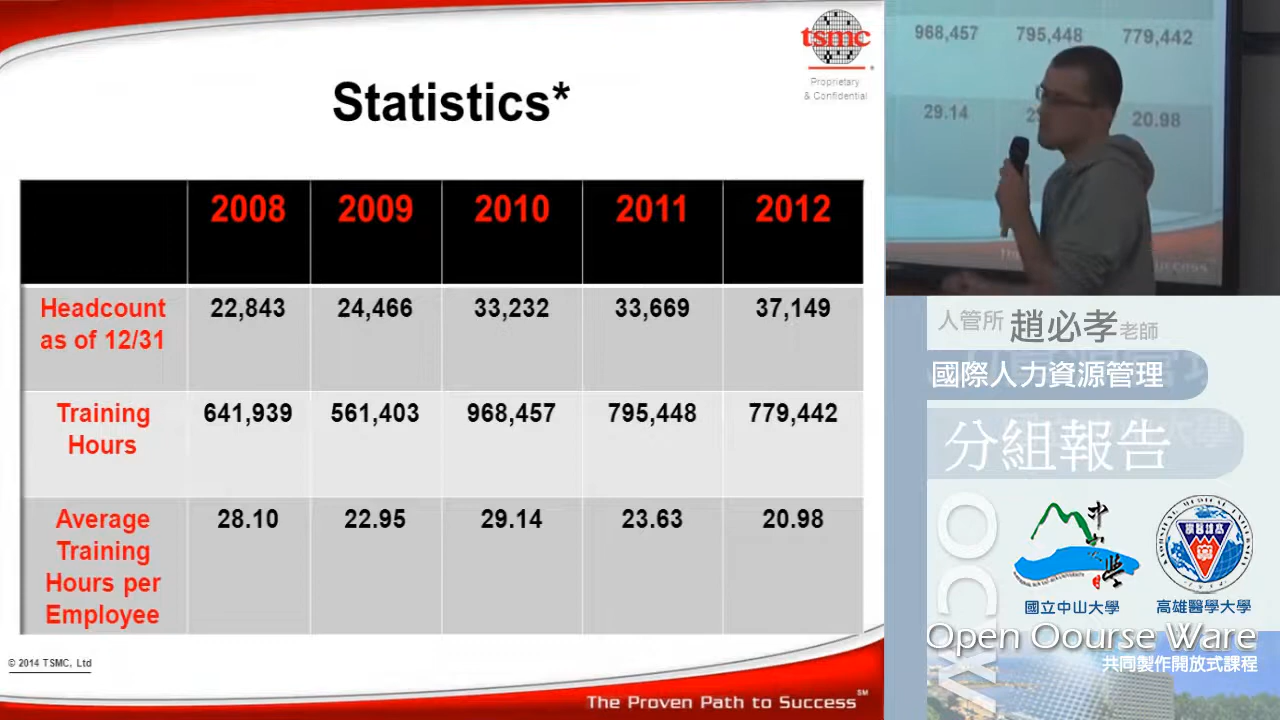 tsmc
Proprietary
& Confidential
Statistics*
2008 2009 2010 2011 2012
Headcount as of 12/31 22,843 24,466 33,232 33,669 37,149
Training Hours 641,939 561,403 968,457 795,448 779,442
Average Training Hours per Employee 28.10 22.95 29.14 23.63 20.98
© 2014 TSMC, Ltd
The Proven Path to Success SM
968,457 795,448 779,442
29.14 20.98
人管所 趙必孝老師
國際人力資源管理
分組報告
OCW
國立中山大學 高雄醫學大學
Open Oourse Ware
共同製作開放式課程